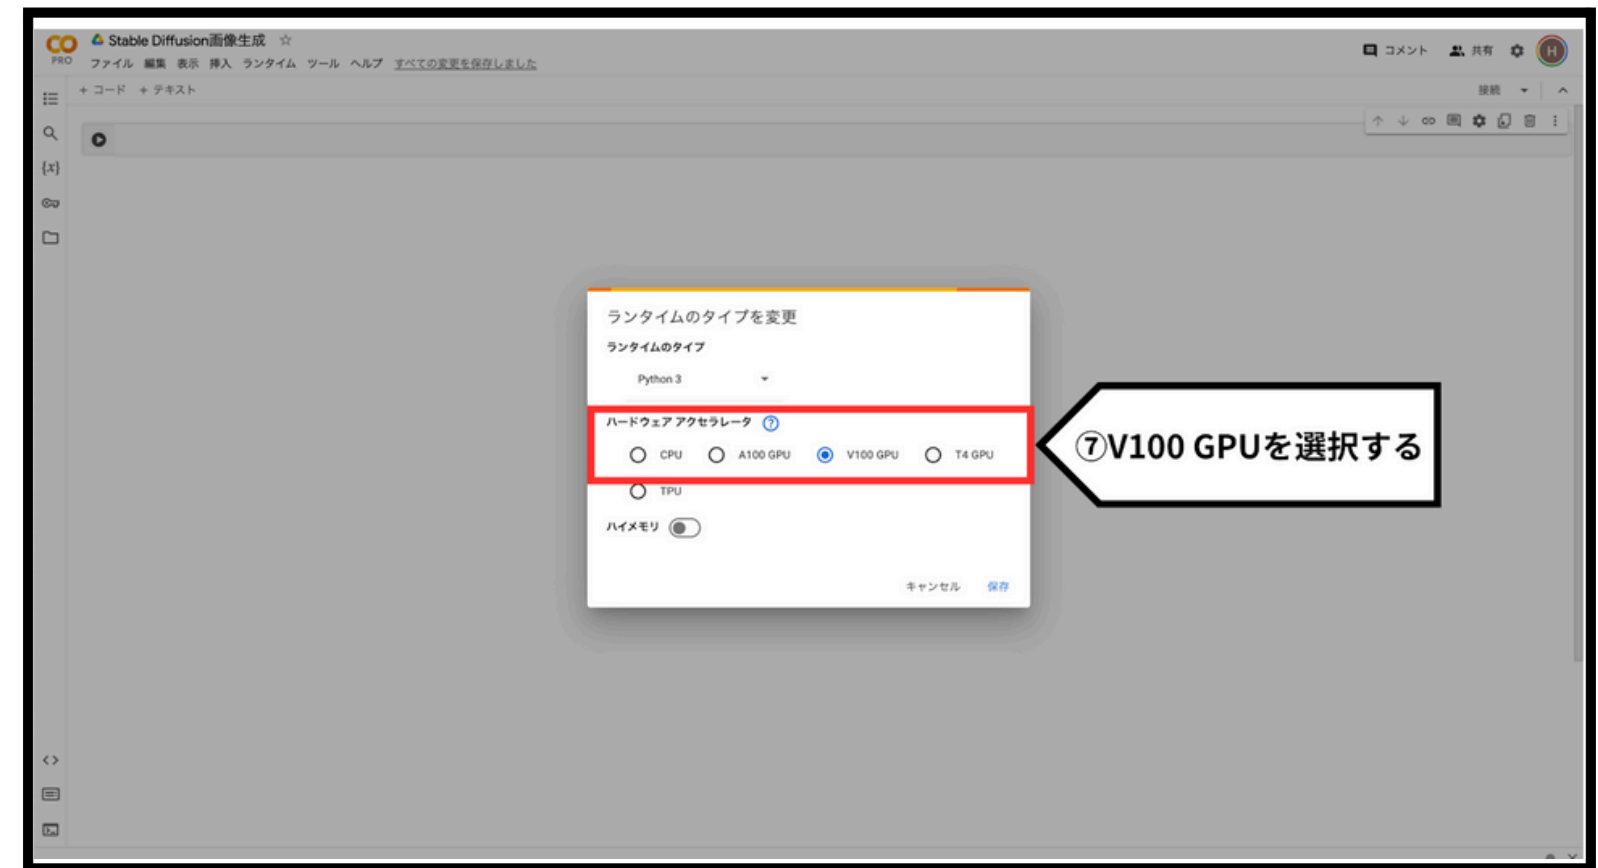 CO
PRO
Stable Diffusion画像生成
ファイル 編集 表示 挿入 ランタイム ツール ヘルプ すべての変更を保存しました
コメント 共有 H
+ コード + テキスト
接続
{x}
ランタイムのタイプを変更
ランタイムのタイプ
Python 3
ハードウェア アクセラレータ ?
CPU A100 GPU V100 GPU T4 GPU
TPU
ハイメモリ
キャンセル 保存
⑦V100 GPUを選択する